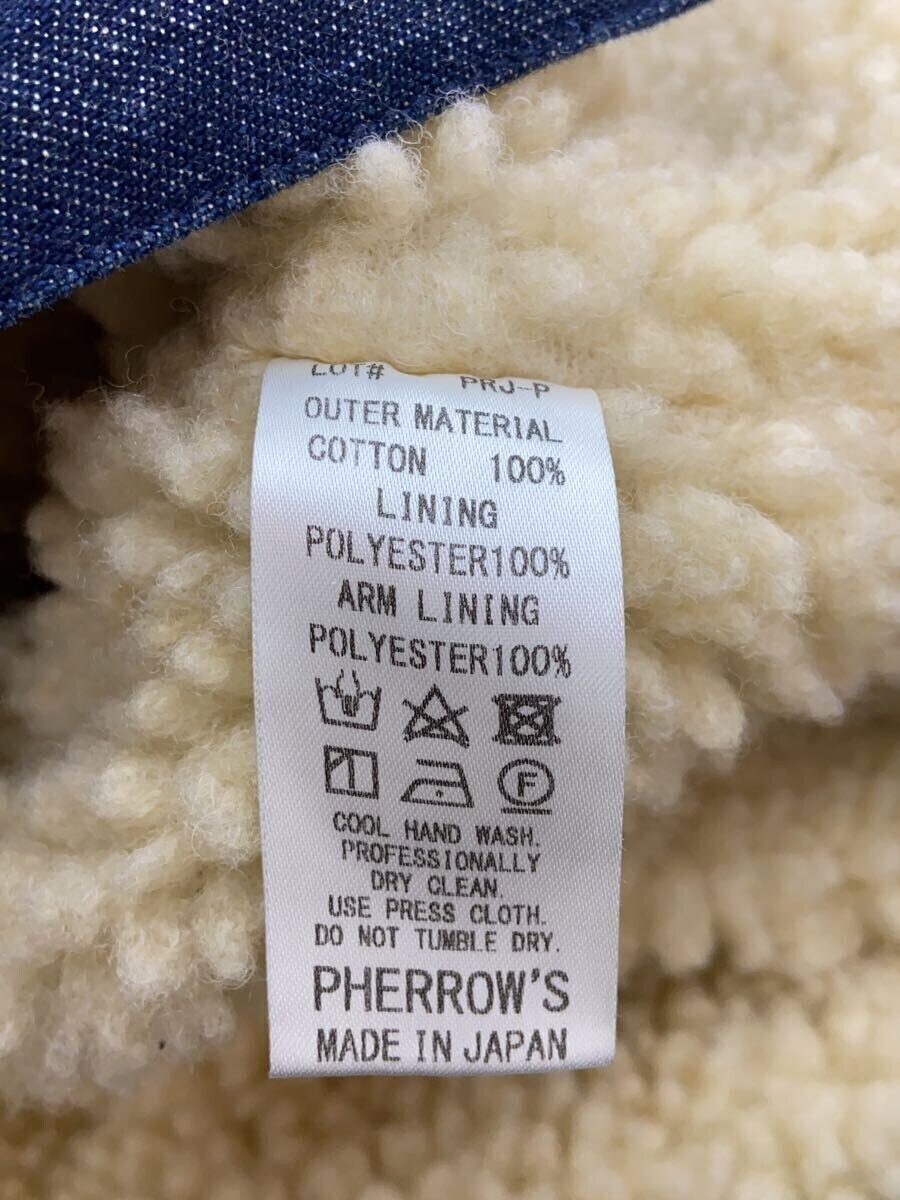 LOT# PRJ-P
OUTER MATERIAL
COTTON 100%
LINING
POLYESTER100%
ARM LINING
POLYESTER100%
F
COOL HAND WASH.
PROFESSIONALLY
DRY CLEAN.
USE PRESS CLOTH.
DO NOT TUMBLE DRY.
PHERROW'S
MADE IN JAPAN